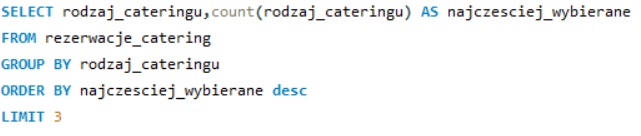 SELECT rodzaj_cateringu,count(rodzaj_cateringu) AS najczesciej_wybierane
FROM rezerwacje_catering
GROUP BY rodzaj_cateringu
ORDER BY najczesciej_wybierane desc
LIMIT 3